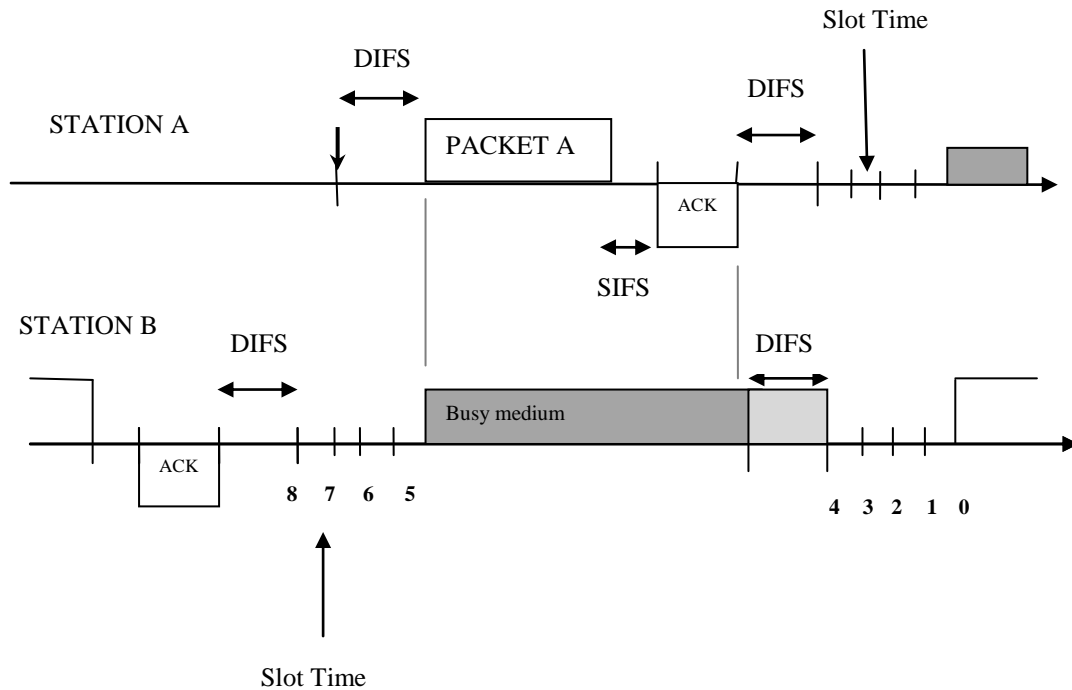 Slot Time
DIFS
DIFS
STATION A
PACKET A
ACK
SIFS
STATION B
DIFS
DIFS
Busy medium
ACK
8 7 6 5
4 3 2 1 0
Slot Time